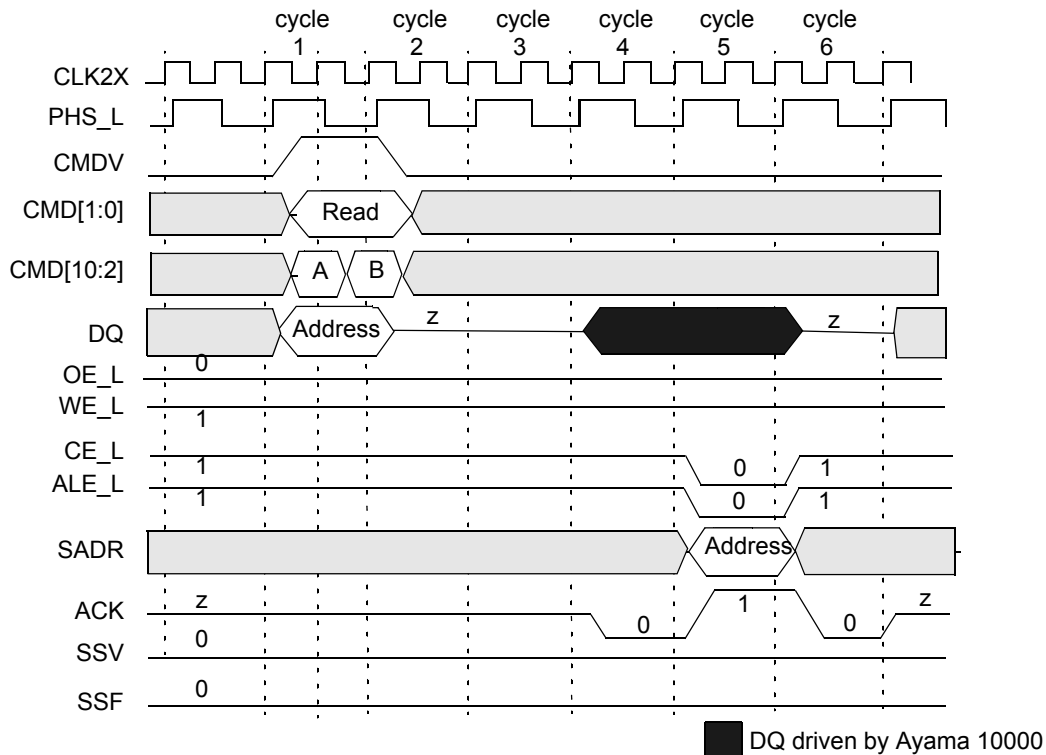 cycle cycle cycle cycle cycle cycle
1 2 3 4 5 6
CLK2X
PHS_L
CMDV
CMD[1:0] Read
CMD[10:2] A B
DQ Address z z
OE_L 0
WE_L 1
CE_L 1 0 1
ALE_L 1 0 1
SADR Address
ACK z 0 1 0 z
SSV 0
SSF 0
DQ driven by Ayama 10000